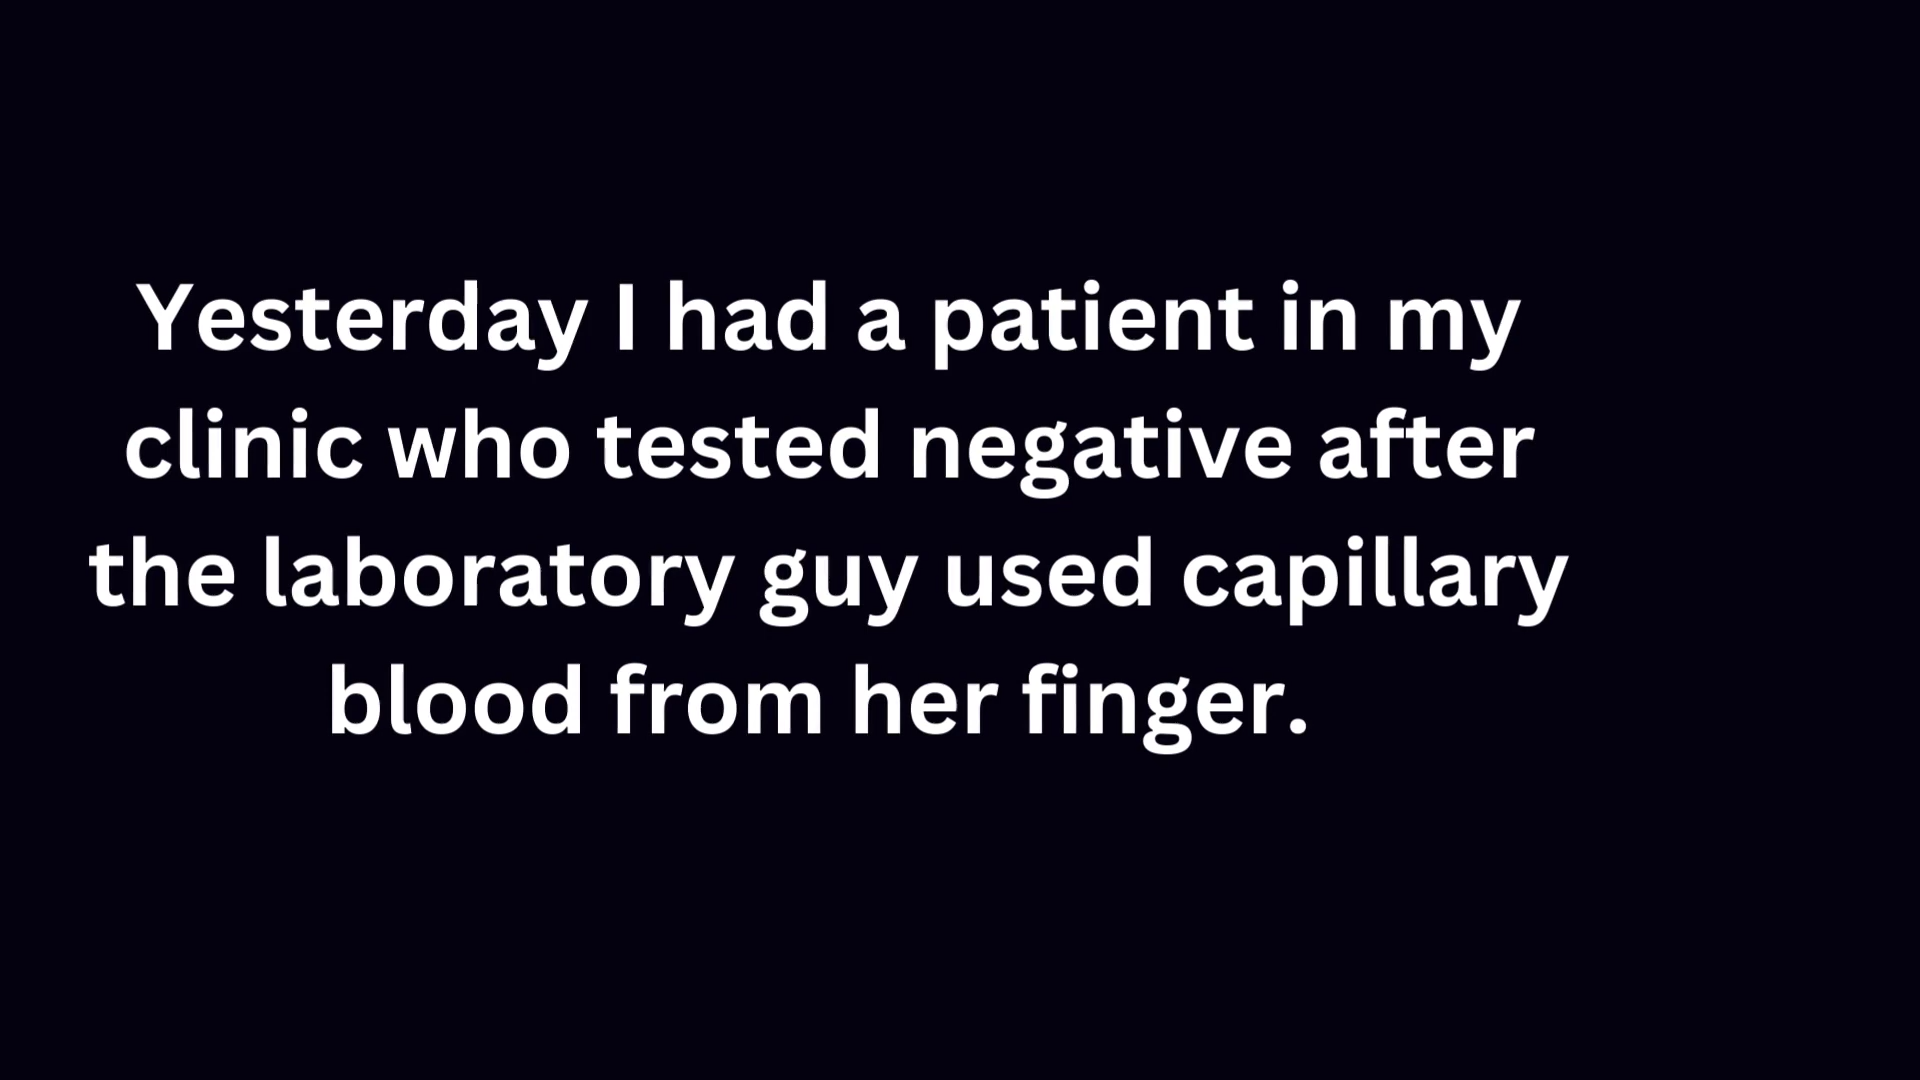 Yesterday I had a patient in my
clinic who tested negative after
the laboratory guy used capillary
blood from her finger.